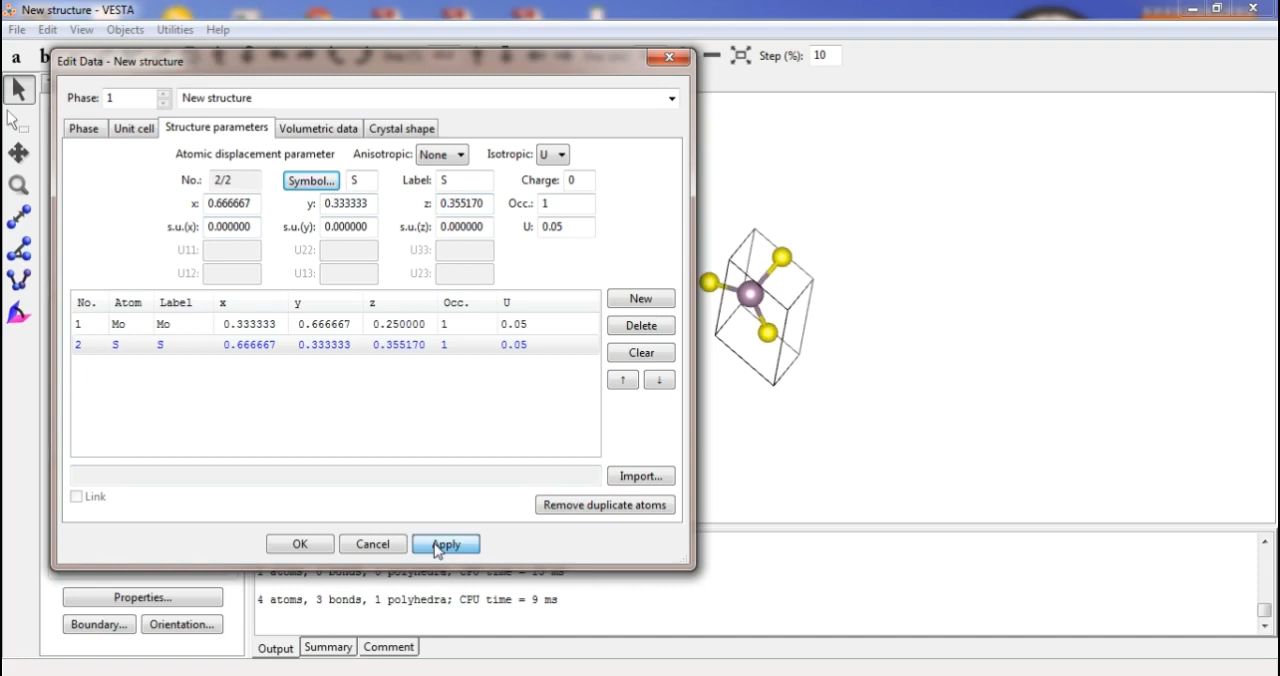 New structure - VESTA
File Edit View Objects Utilities Help
a b Step (%): 10
Edit Data - New structure
Phase: 1 New structure
Phase Unit cell Structure parameters Volumetric data Crystal shape
Atomic displacement parameter Anisotropic: None Isotropic: U
No.: 2/2 Symbol... S Label: S Charge: 0
x: 0.666667 y: 0.333333 z: 0.355170 Occ.: 1
s.u.(x): 0.000000 s.u.(y): 0.000000 s.u.(z): 0.000000 U: 0.05
U11: U22: U33:
U12: U13: U23:
No. Atom Label x y z Occ. U
1 Mo Mo 0.333333 0.666667 0.250000 1 0.05
2 S S 0.666667 0.333333 0.355170 1 0.05
New
Delete
Clear
↑ ↓
Import...
Link
Remove duplicate atoms
OK Cancel Apply
4 atoms, 3 bonds, 1 polyhedra; CPU time = 9 ms
Properties...
Boundary... Orientation...
Output Summary Comment